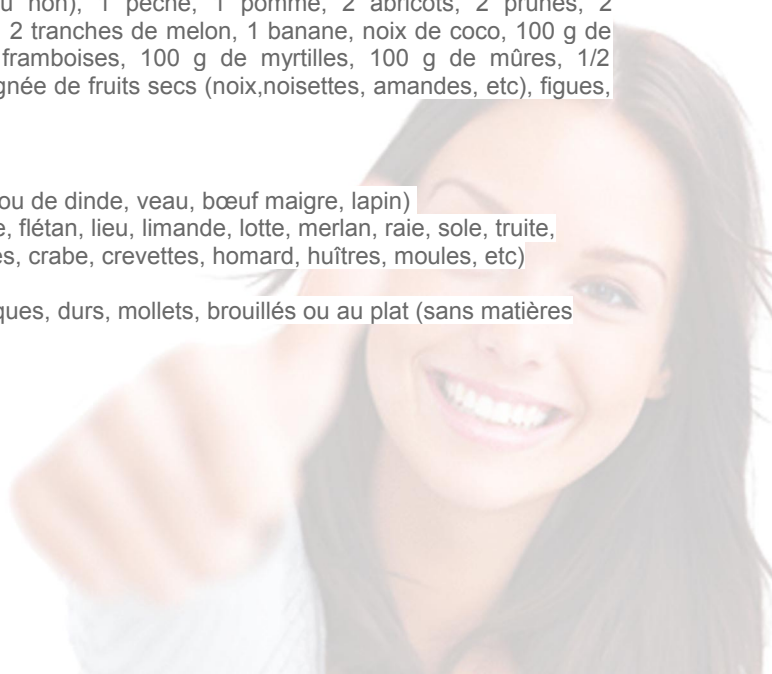 u non), 1 pêche, 1 pomme, 2 abricots, 2 prunes, 2
2 tranches de melon, 1 banane, noix de coco, 100 g de
framboises, 100 g de myrtilles, 100 g de mûres, 1/2
gnée de fruits secs (noix,noisettes, amandes, etc), figues,
ou de dinde, veau, bœuf maigre, lapin)
e, flétan, lieu, limande, lotte, merlan, raie, sole, truite,
es, crabe, crevettes, homard, huîtres, moules, etc)
ques, durs, mollets, brouillés ou au plat (sans matières